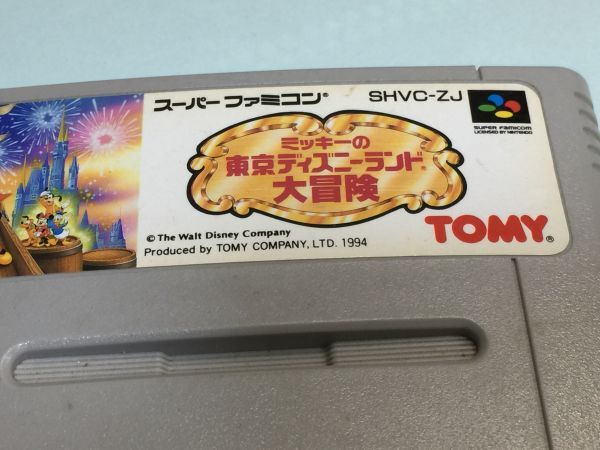 スーパーファミコン®
SHVC-ZJ
SUPER FAMICOM
LICENSED BY NINTENDO
ミッキーの
東京ディズニーランド®
大冒険
© The Walt Disney Company
Produced by TOMY COMPANY, LTD. 1994
TOMY®